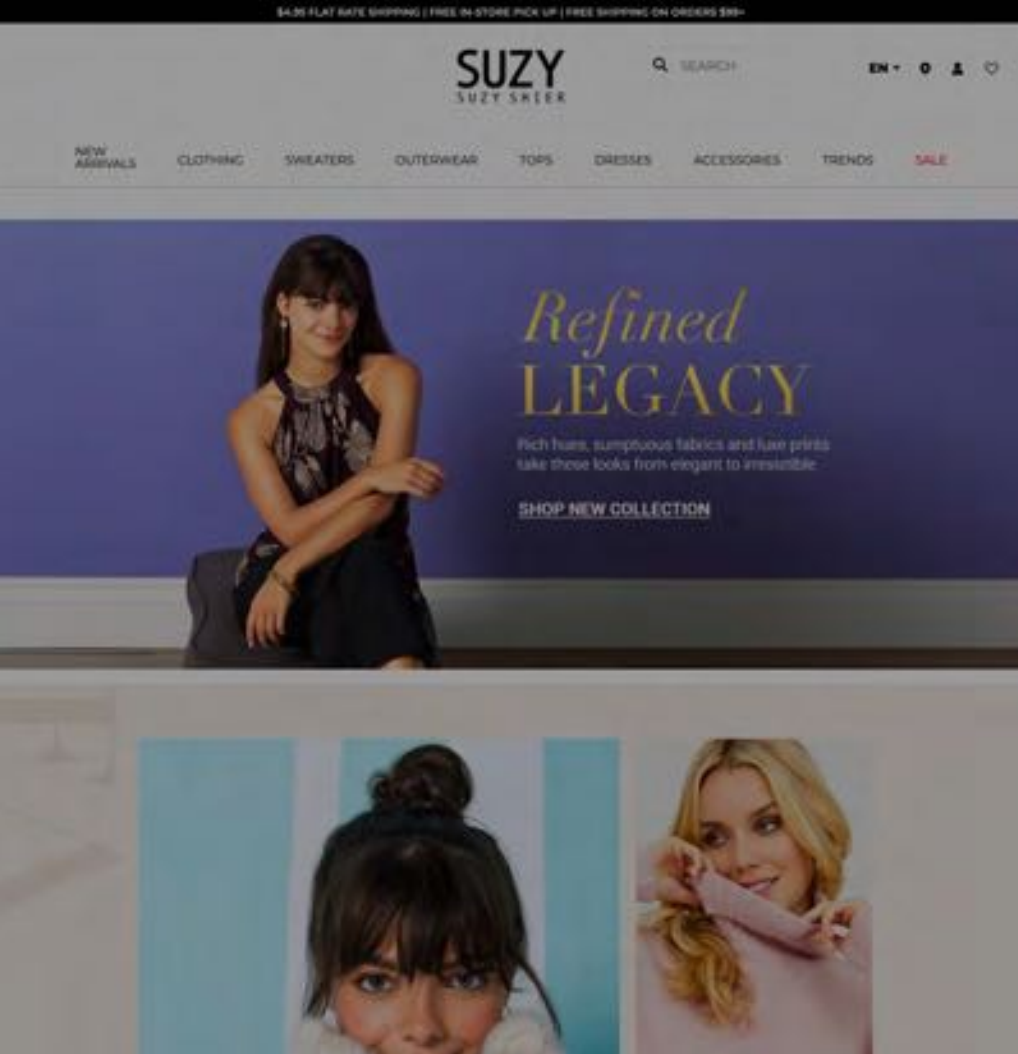 $4.95 FLAT RATE SHIPPING | FREE IN-STORE PICK UP | FREE SHIPPING ON ORDERS $99+
SUZY
SUZY SHIER
SEARCH
EN
0
NEW
ARRIVALS
CLOTHING
SWEATERS
OUTERWEAR
TOPS
DRESSES
ACCESSORIES
TRENDS
SALE
Refined
LEGACY
Rich hues, sumptuous fabrics and luxe prints
take these looks from elegant to irresistible
SHOP NEW COLLECTION